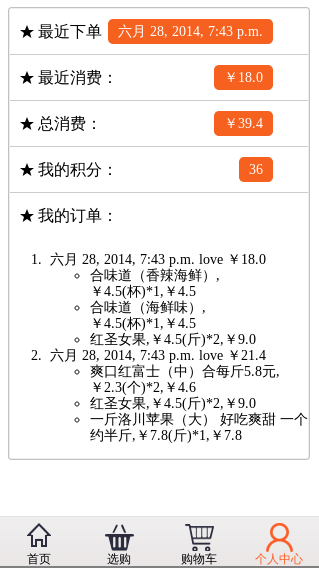 ★ 最近下单 六月 28, 2014, 7:43 p.m.
★ 最近消费： ￥18.0
★ 总消费： ￥39.4
★ 我的积分： 36
★ 我的订单：
1. 六月 28, 2014, 7:43 p.m. love ￥18.0
合味道（香辣海鲜）,
￥4.5(杯)*1,￥4.5
合味道（海鲜味）,
￥4.5(杯)*1,￥4.5
红圣女果,￥4.5(斤)*2,￥9.0
2. 六月 28, 2014, 7:43 p.m. love ￥21.4
爽口红富士（中）合每斤5.8元,
￥2.3(个)*2,￥4.6
红圣女果,￥4.5(斤)*2,￥9.0
一斤洛川苹果（大） 好吃爽甜 一个
约半斤,￥7.8(斤)*1,￥7.8
首页 选购 购物车 个人中心